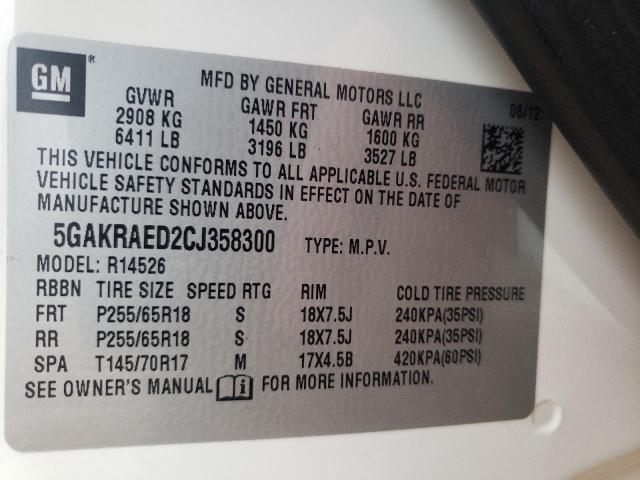 GM
MFD BY GENERAL MOTORS LLC
GVWR GAWR FRT GAWR RR 06/12
2908 KG 1450 KG 1600 KG
6411 LB 3196 LB 3527 LB
THIS VEHICLE CONFORMS TO ALL APPLICABLE U.S. FEDERAL MOTOR
VEHICLE SAFETY STANDARDS IN EFFECT ON THE DATE OF
MANUFACTURE SHOWN ABOVE.
5GAKRAED2CJ358300 TYPE: M.P.V.
MODEL: R14526
RBBN TIRE SIZE SPEED RTG RIM COLD TIRE PRESSURE
FRT P255/65R18 S 18X7.5J 240KPA(35PSI)
RR P255/65R18 S 18X7.5J 240KPA(35PSI)
SPA T145/70R17 M 17X4.5B 420KPA(60PSI)
SEE OWNER'S MANUAL i FOR MORE INFORMATION.